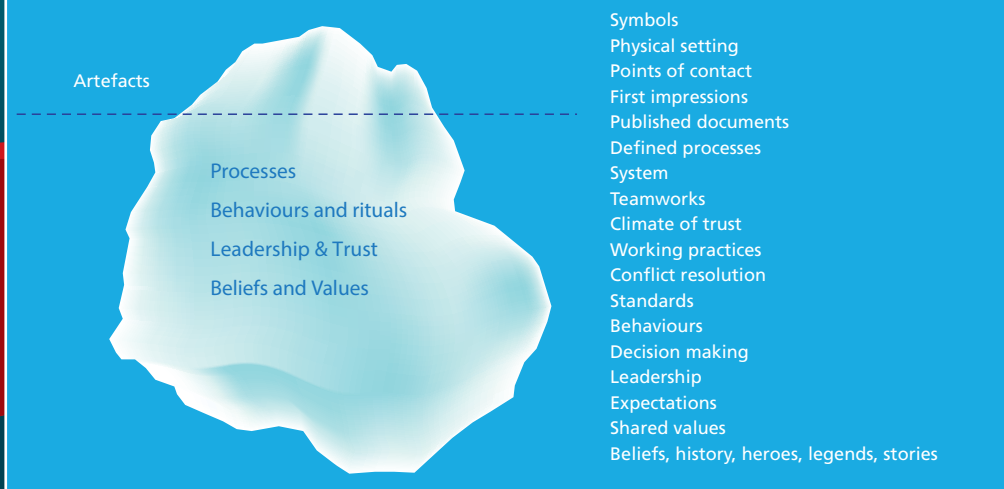 Artefacts
Processes
Behaviours and rituals
Leadership & Trust
Beliefs and Values
Symbols
Physical setting
Points of contact
First impressions
Published documents
Defined processes
System
Teamworks
Climate of trust
Working practices
Conflict resolution
Standards
Behaviours
Decision making
Leadership
Expectations
Shared values
Beliefs, history, heroes, legends, stories